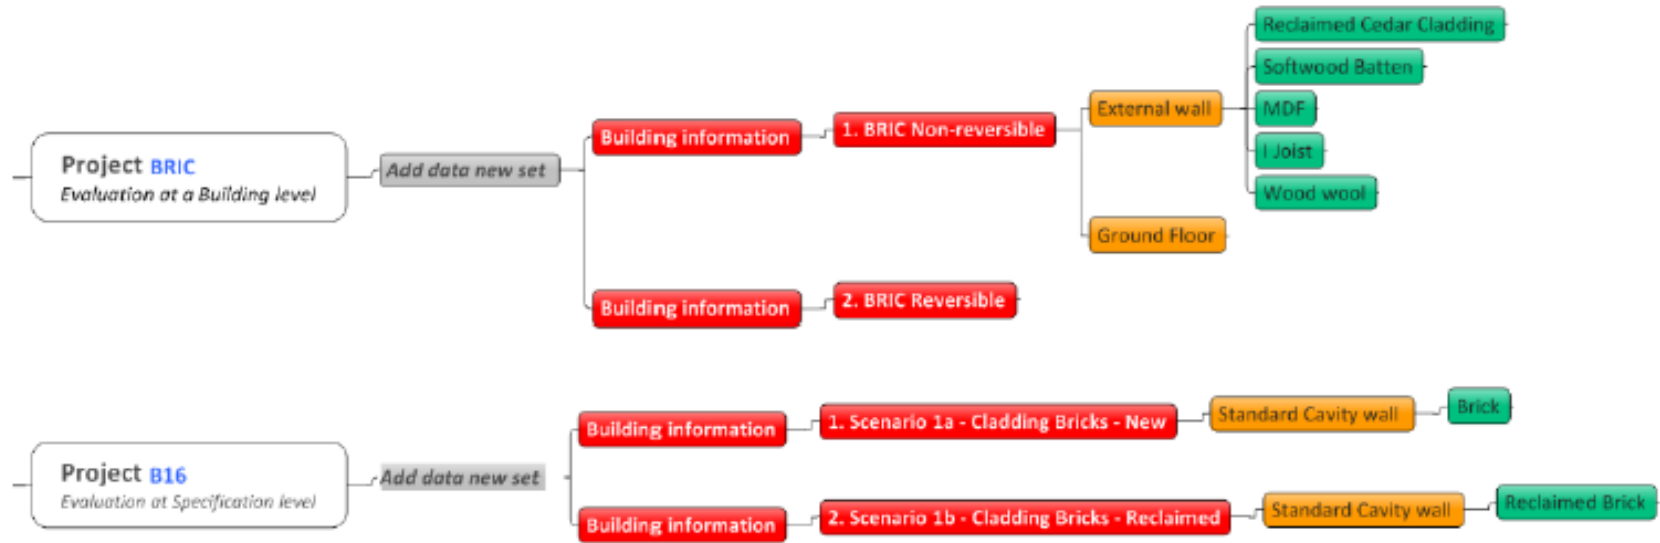 Project BRIC
Evaluation at a Building level
Add data new set
Building information
1. BRIC Non-reversible
External wall
Reclaimed Cedar Cladding
Softwood Batten
MDF
I Joist
Wood wool
Ground Floor
Building information
2. BRIC Reversible
Project B16
Evaluation at Specification level
Add data new set
Building information
1. Scenario 1a - Cladding Bricks - New
Standard Cavity wall
Brick
Building information
2. Scenario 1b - Cladding Bricks - Reclaimed
Standard Cavity wall
Reclaimed Brick